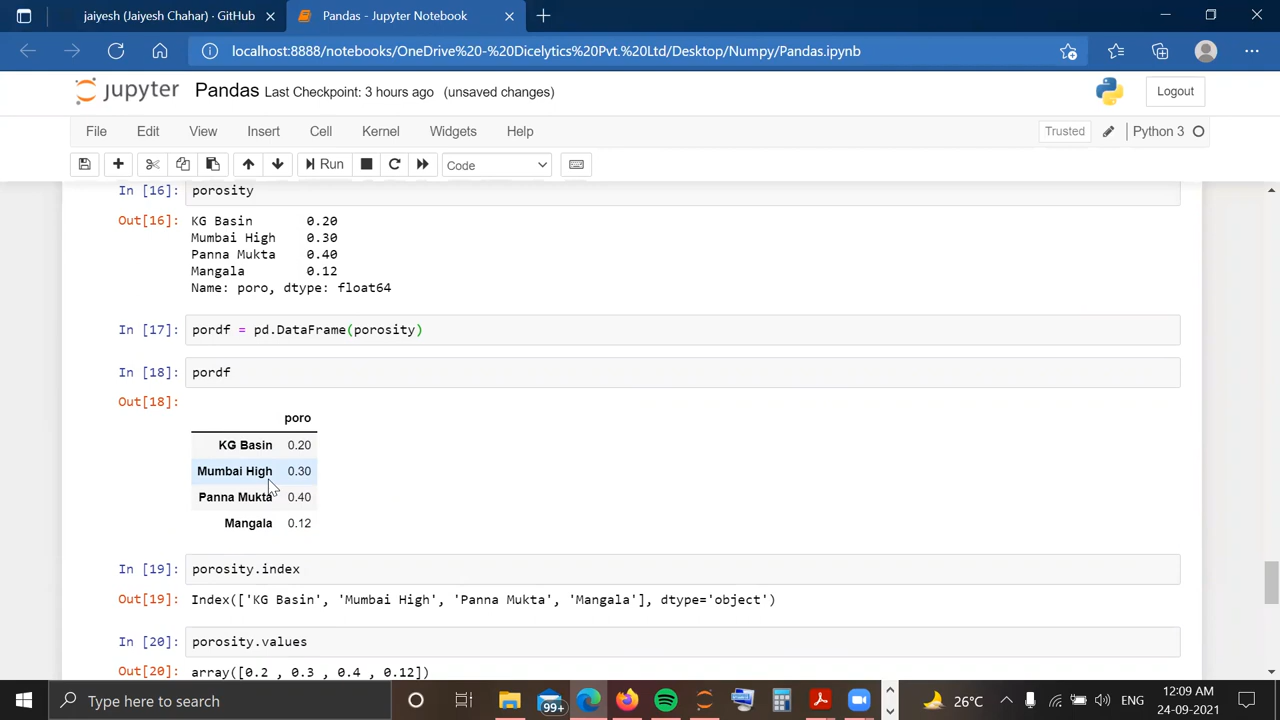 jaiyesh (Jaiyesh Chahar) · GitHub
Pandas - Jupyter Notebook
localhost:8888/notebooks/OneDrive%20-%20Dicelytics%20Pvt.%20Ltd/Desktop/Numpy/Pandas.ipynb
jupyter Pandas Last Checkpoint: 3 hours ago (unsaved changes)
Logout
File Edit View Insert Cell Kernel Widgets Help
Trusted Python 3
Run Code
In [16]: porosity
Out[16]: KG Basin 0.20
Mumbai High 0.30
Panna Mukta 0.40
Mangala 0.12
Name: poro, dtype: float64
In [17]: pordf = pd.DataFrame(porosity)
In [18]: pordf
Out[18]:
poro
KG Basin 0.20
Mumbai High 0.30
Panna Mukta 0.40
Mangala 0.12
In [19]: porosity.index
Out[19]: Index(['KG Basin', 'Mumbai High', 'Panna Mukta', 'Mangala'], dtype='object')
In [20]: porosity.values
Out[20]: array([0.2 , 0.3 , 0.4 , 0.12])
Type here to search
99+
26°C
ENG
12:09 AM
24-09-2021